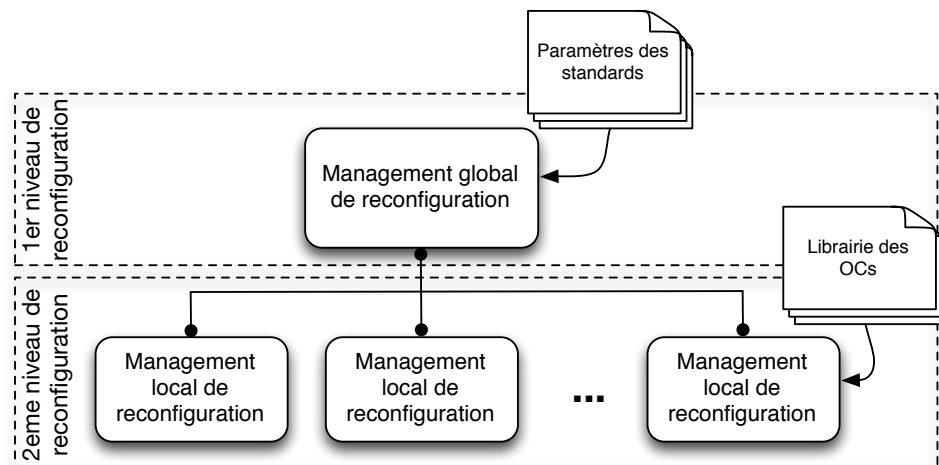 Paramètres des
standards
1er niveau de
reconfiguration
Management global
de reconfiguration
Librairie des
OCs
2eme niveau de
reconfiguration
Management
local de
reconfiguration
Management
local de
reconfiguration
...
Management
local de
reconfiguration